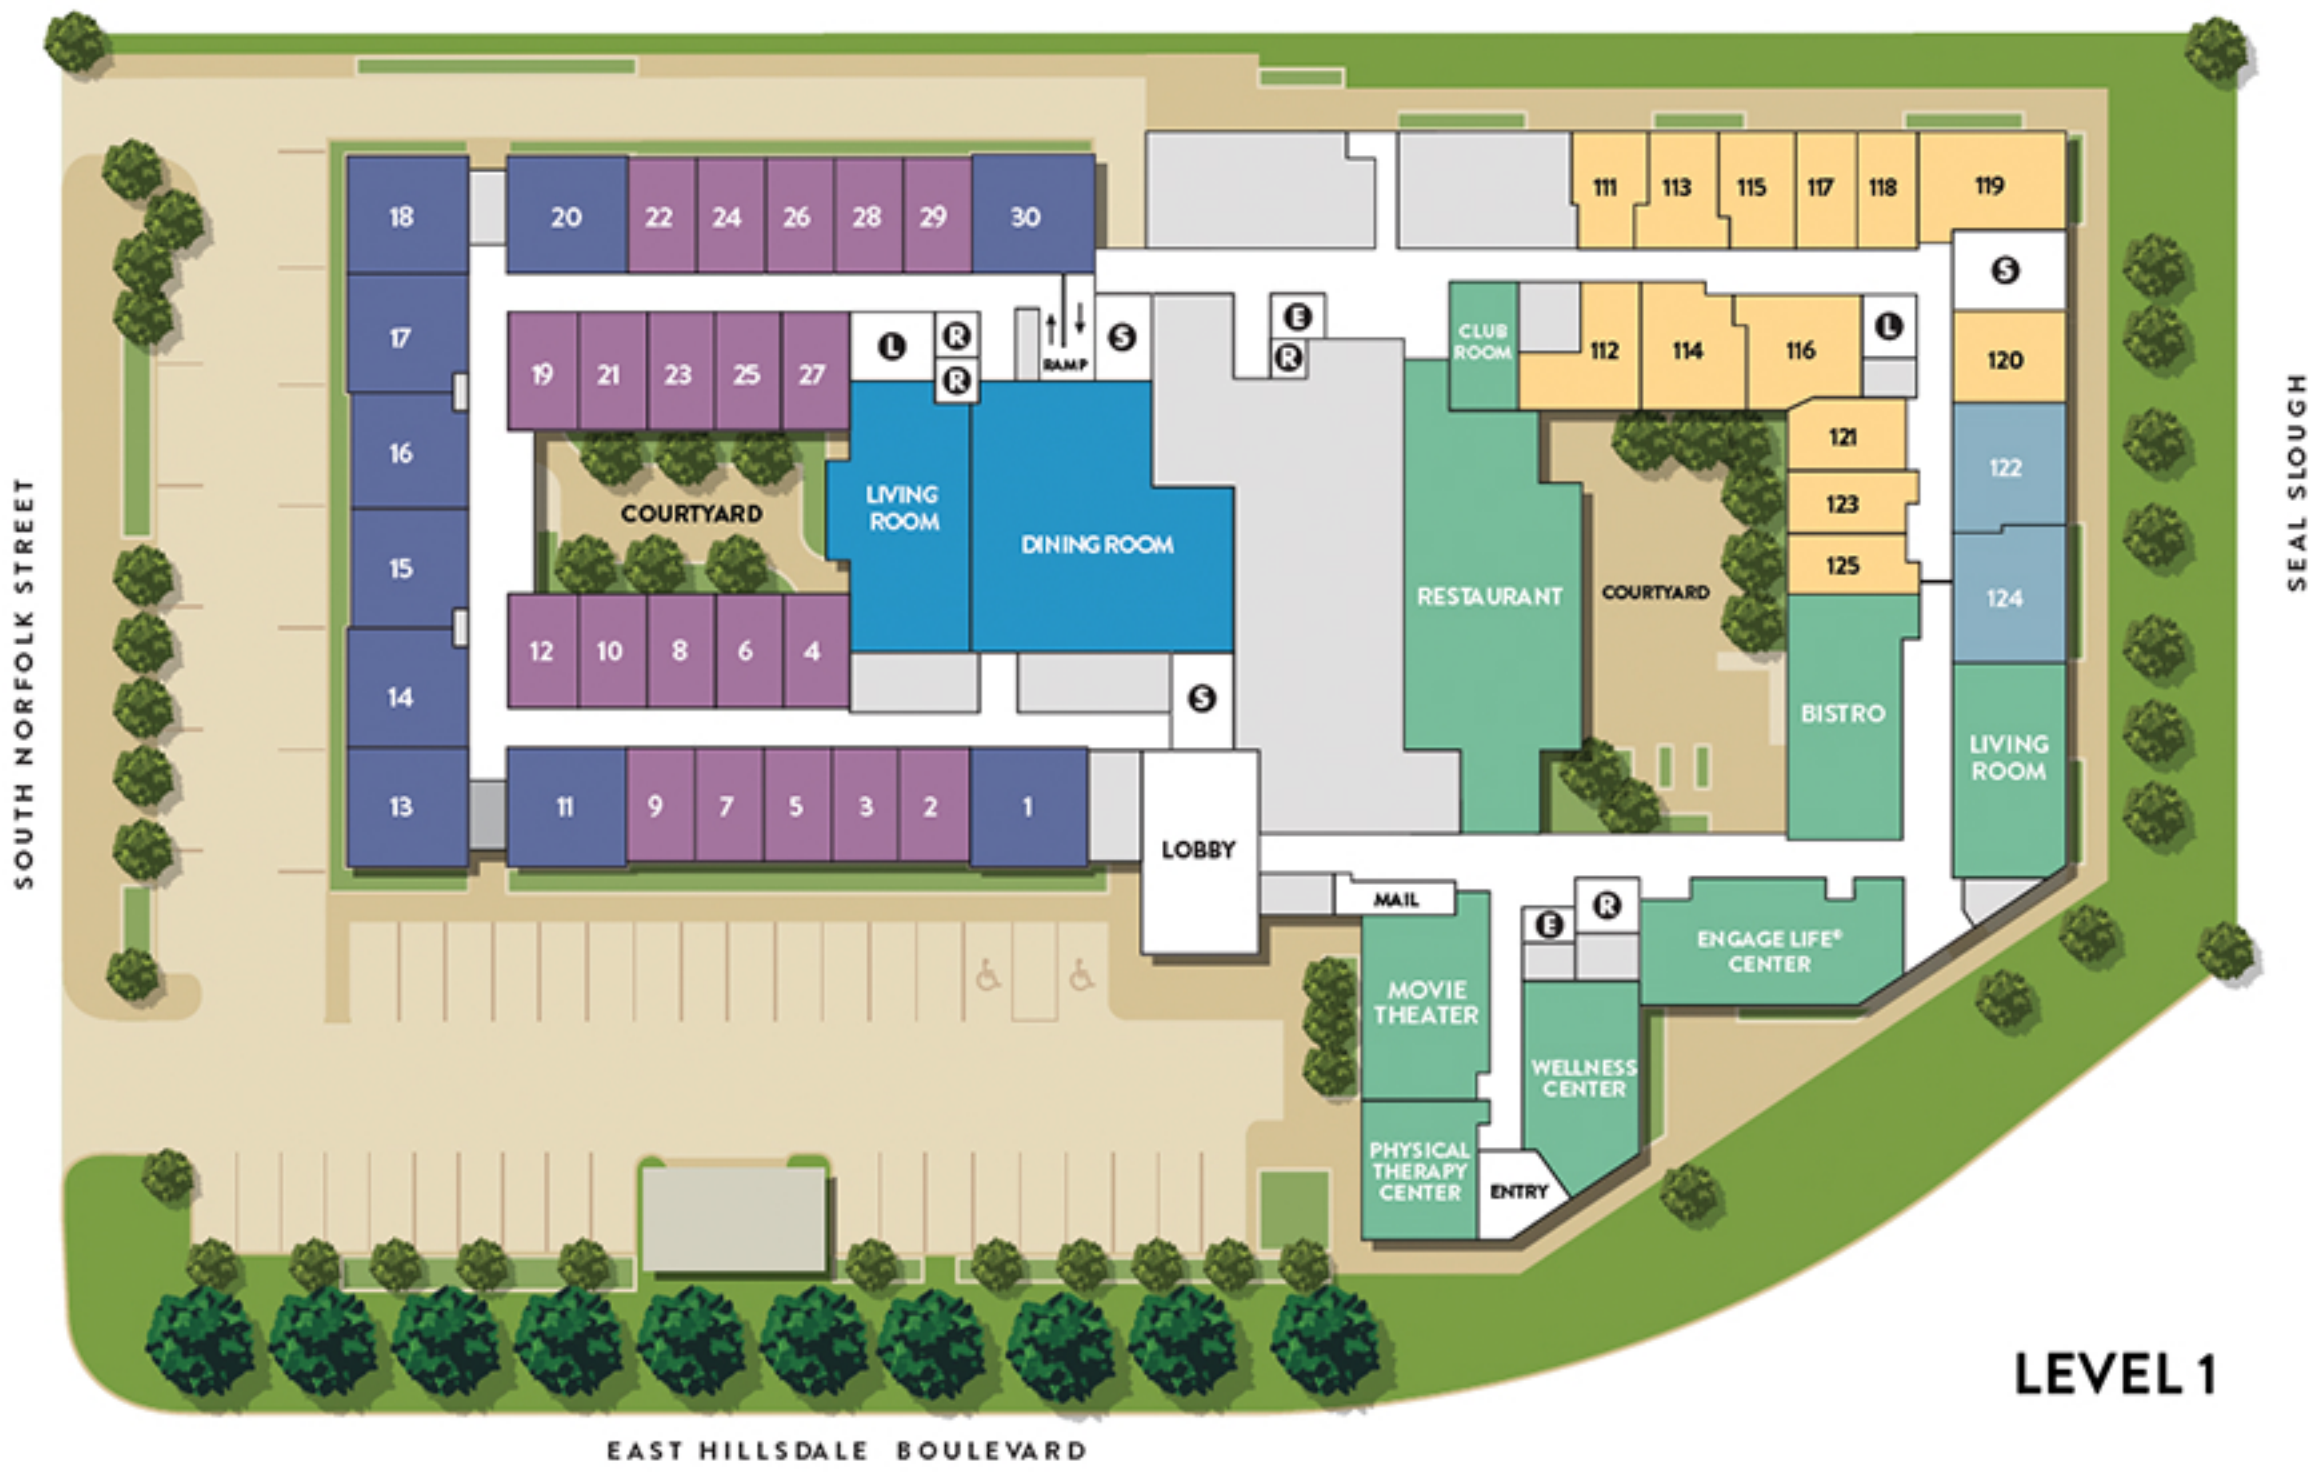 18
20
22
24
26
28
29
30
111
113
115
117
118
119
S
17
19
21
23
25
27
L
R
R
RAMP
S
E
R
CLUB
ROOM
112
114
116
L
120
16
COURTYARD
LIVING
ROOM
DINING ROOM
121
122
123
15
RESTAURANT
COURTYARD
125
124
14
12
10
8
6
4
S
BISTRO
LIVING
ROOM
13
11
9
7
5
3
2
1
LOBBY
MAIL
E
R
ENGAGE LIFE®
CENTER
MOVIE
THEATER
WELLNESS
CENTER
PHYSICAL
THERAPY
CENTER
ENTRY
SOUTH NORFOLK STREET
SEAL SLOUGH
LEVEL 1
EAST HILLSDALE BOULEVARD